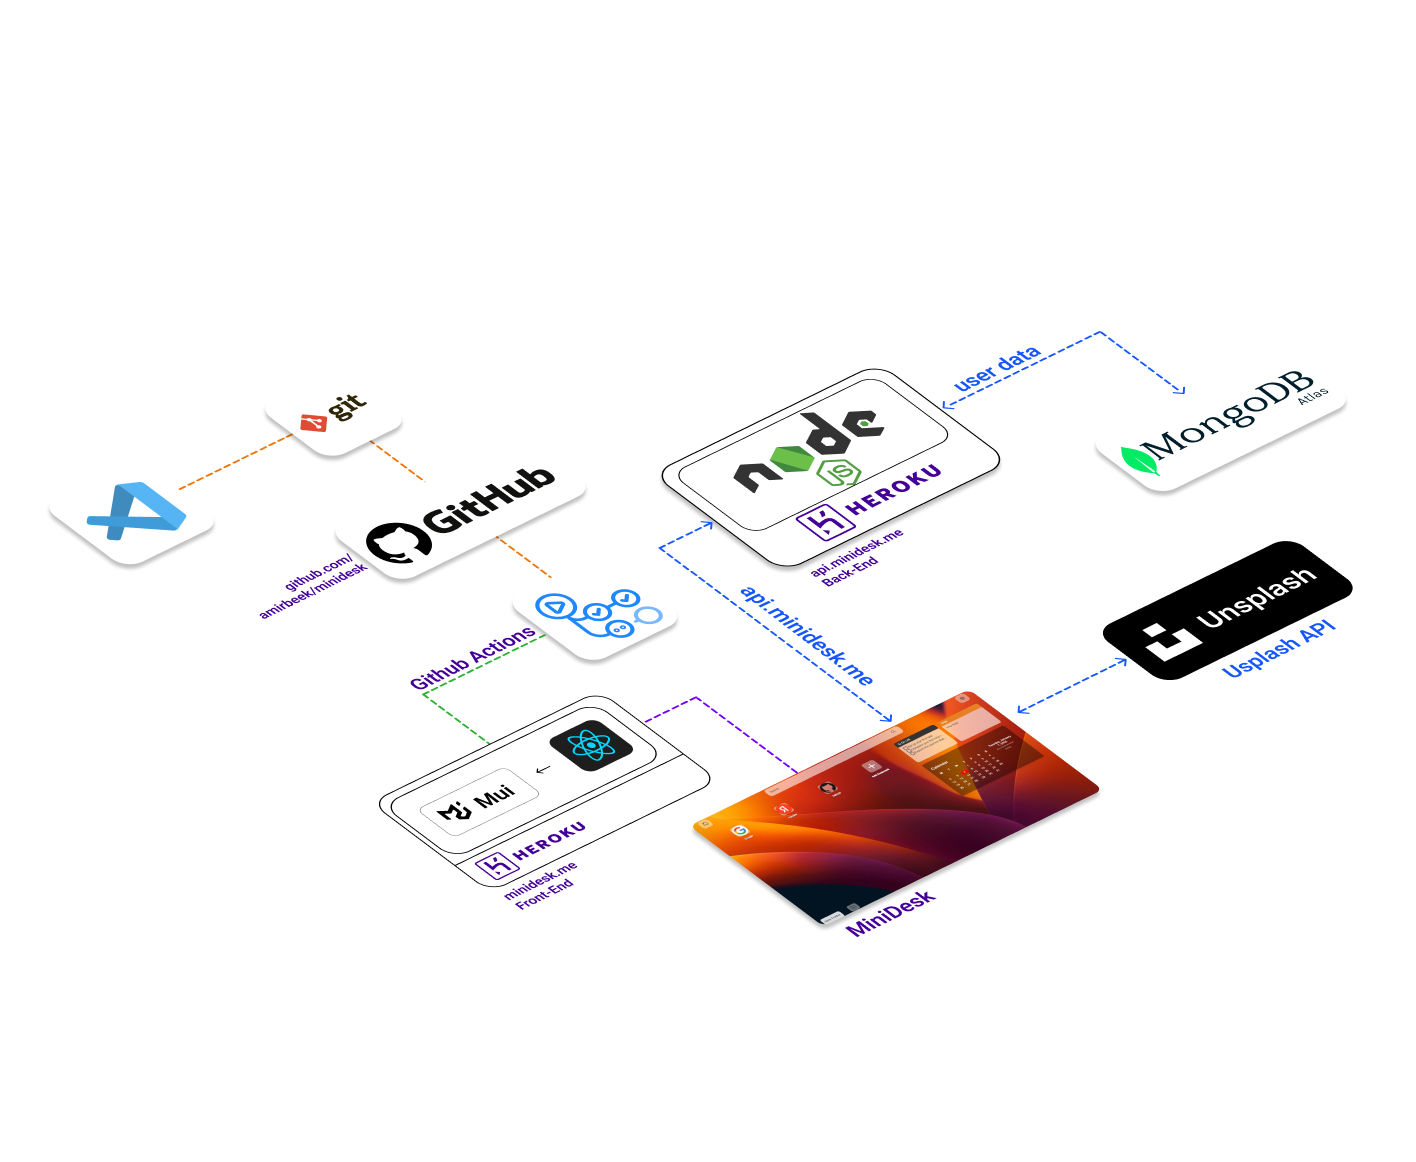 git
GitHub
github.com/
amirbeek/minidesk
Github Actions
node
JS
HEROKU
api.minidesk.me
Back-End
user data
MongoDB
Atlas
api.minidesk.me
Unsplash
Usplash API
Mui
HEROKU
minidesk.me
Front-End
Calendar
MiniDesk